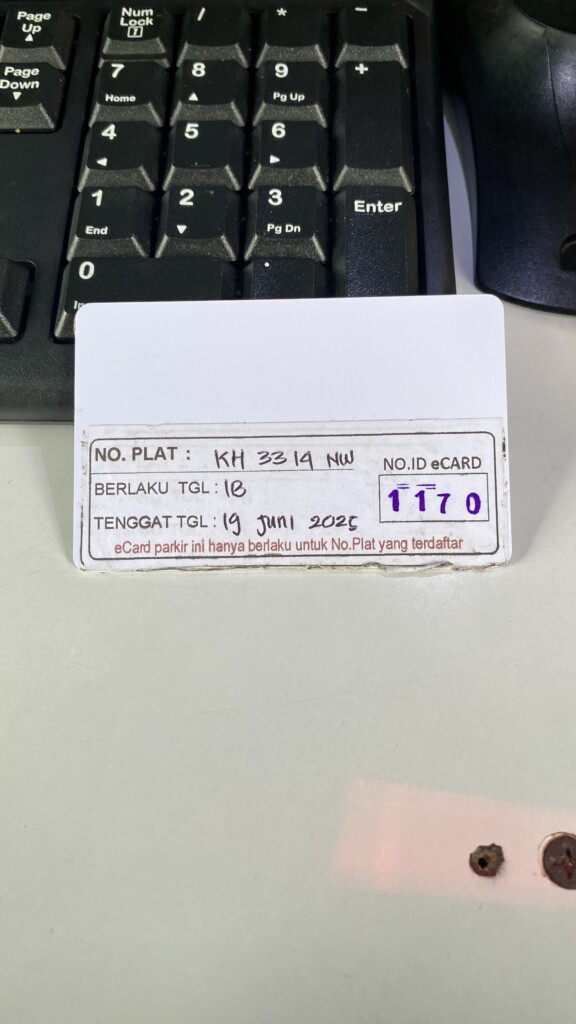 Page Up
Num Lock
/
*
-
Page Down
7 Home
8
9 Pg Up
+
4
5
6
1 End
2
3 Pg Dn
Enter
0
.
NO. PLAT : KH 3314 NW
NO.ID eCARD
BERLAKU TGL : 18
1170
TENGGAT TGL : 19 Juni 2025
eCard parkir ini hanya berlaku untuk No.Plat yang terdaftar